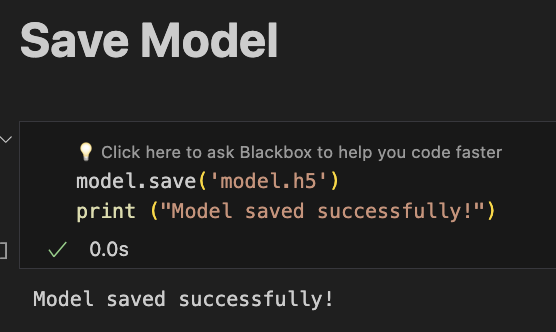 Save Model
💡 Click here to ask Blackbox to help you code faster
model.save('model.h5')
print ("Model saved successfully!")
✓ 0.0s
Model saved successfully!